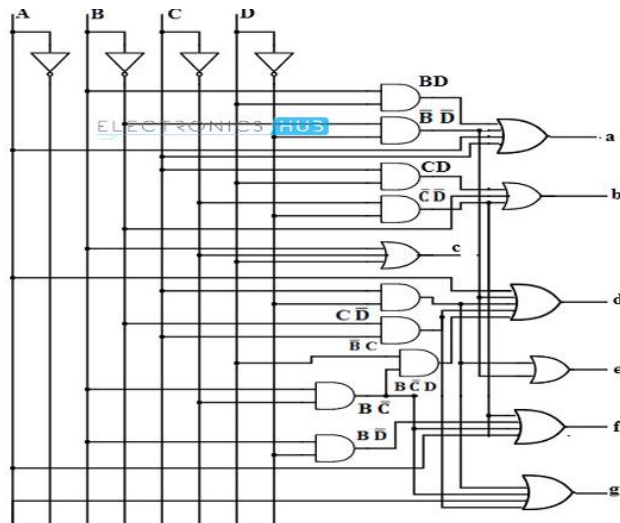 A B C D
BD
ELECTRONICS HUB
B̅ D̅
a
CD
b
C̅ D̅
c
d
C D̅
B̅ C
e
B C̅ D
B C̅
f
B D̅
g